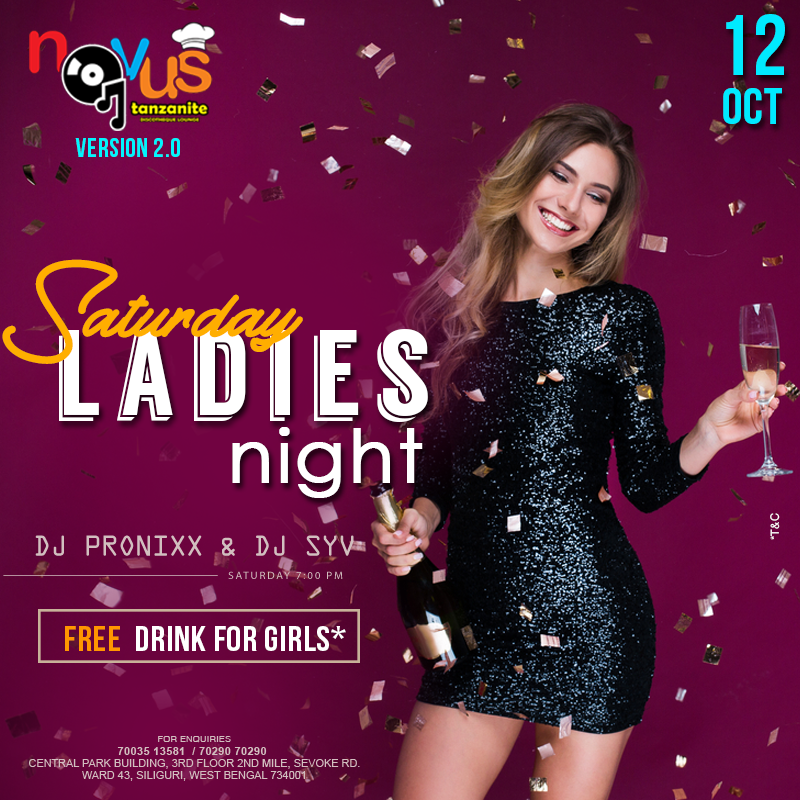 novus
tanzanite
DISCOTHEQUE LOUNGE
VERSION 2.0
12
OCT
Saturday
LADIES
night
DJ PRONIXX & DJ SYV
SATURDAY 7:00 PM
*T&C
FREE DRINK FOR GIRLS*
FOR ENQUIRIES
70035 13581 / 70290 70290
CENTRAL PARK BUILDING, 3RD FLOOR 2ND MILE, SEVOKE RD.
WARD 43, SILIGURI, WEST BENGAL 734001,